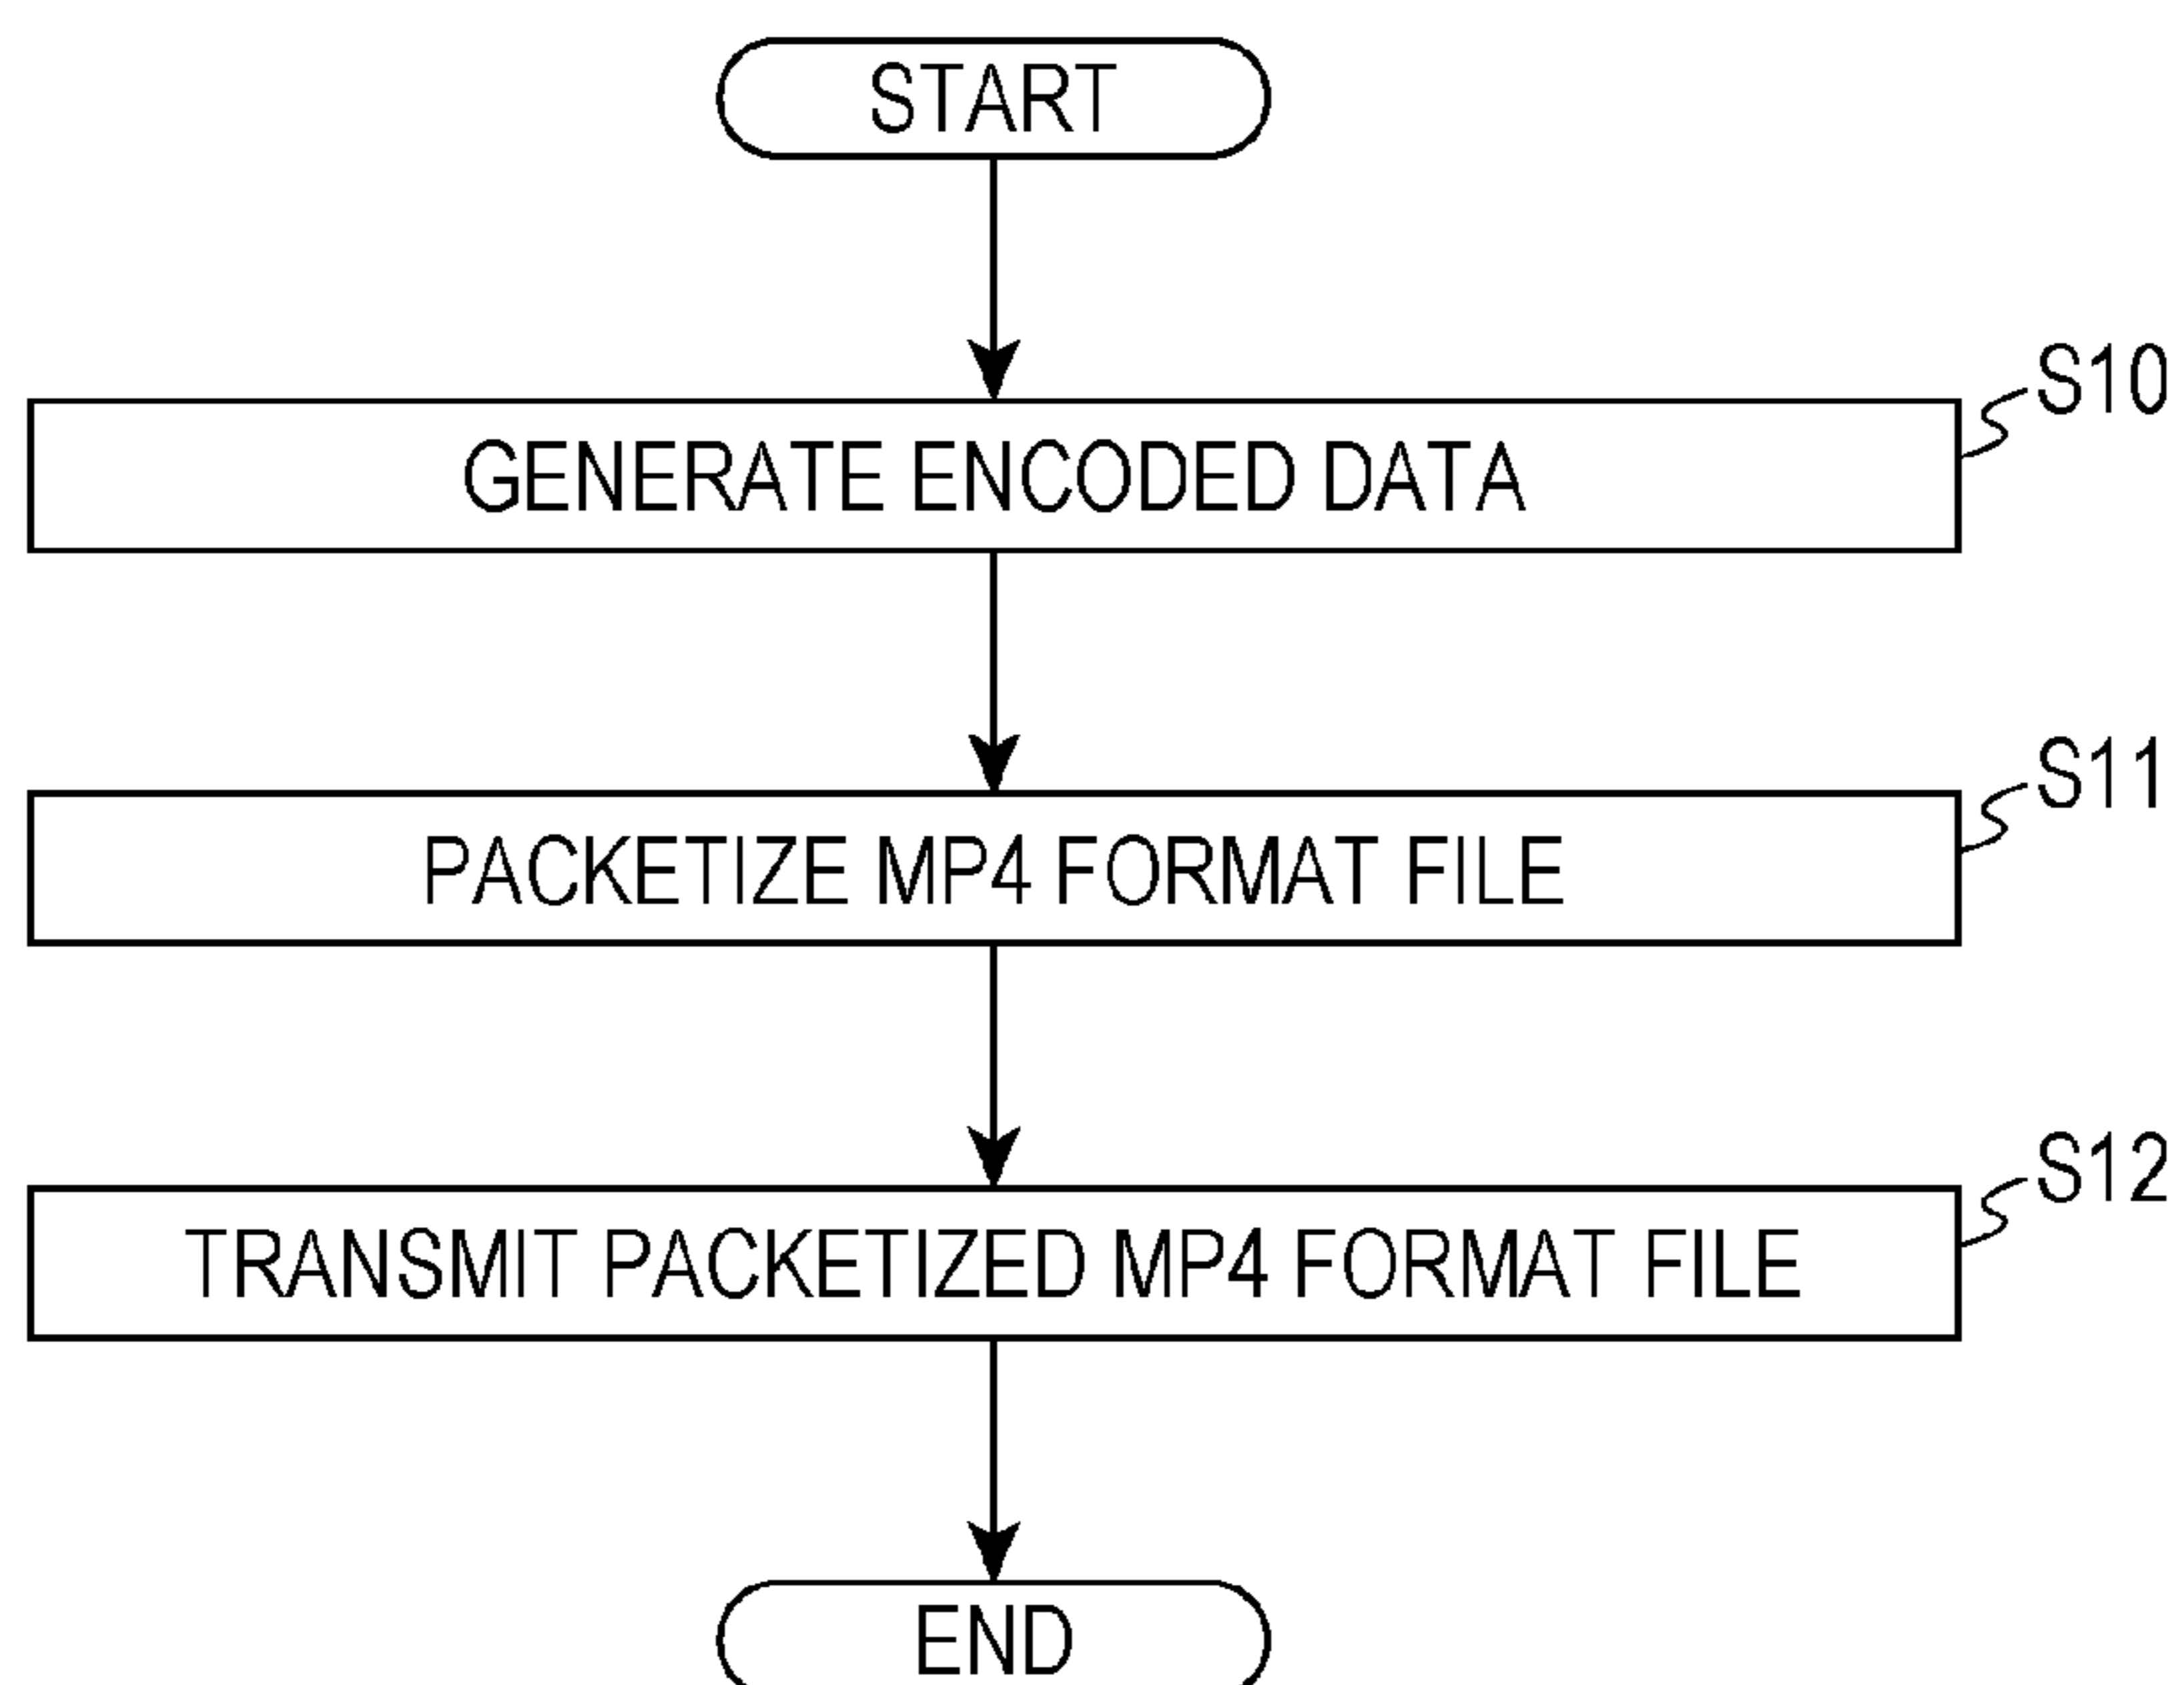 START
S10
GENERATE ENCODED DATA
S11
PACKETIZE MP4 FORMAT FILE
S12
TRANSMIT PACKETIZED MP4 FORMAT FILE
END